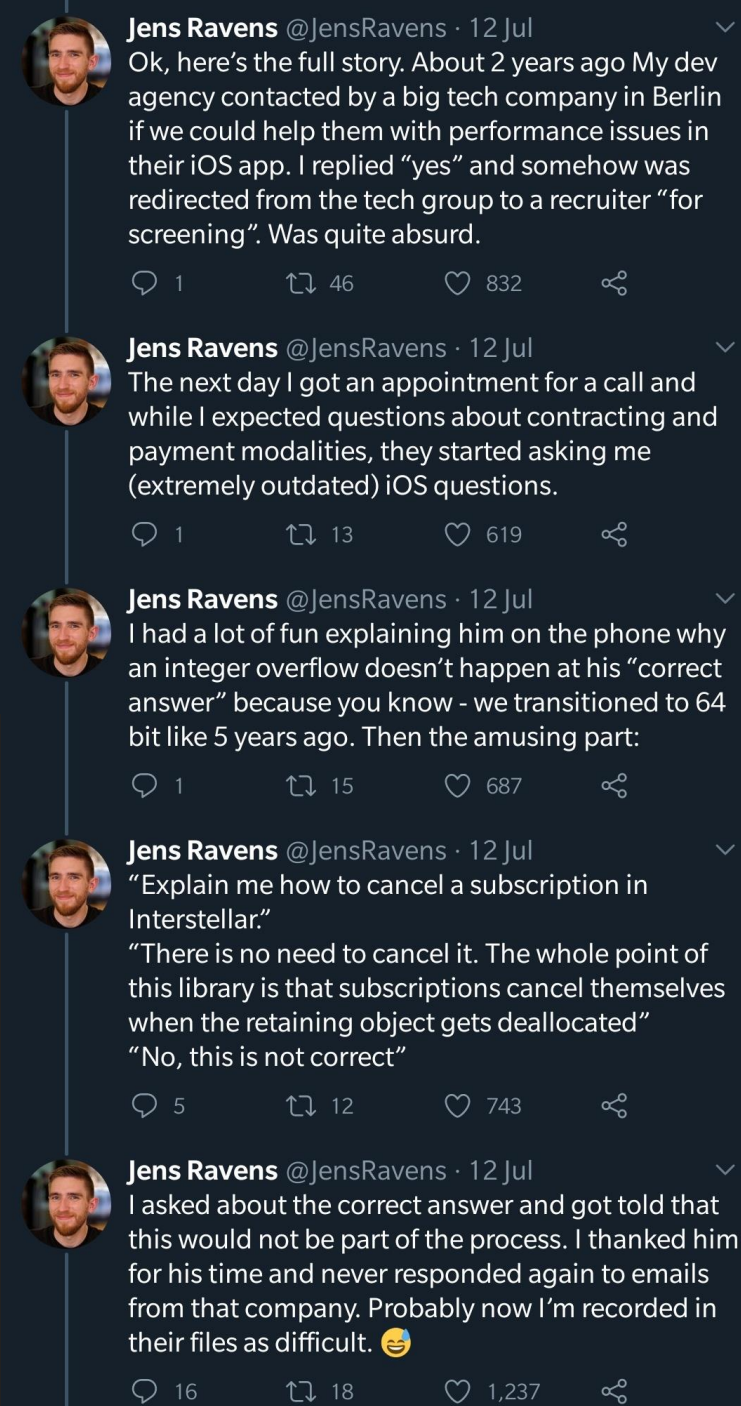 Jens Ravens @JensRavens · 12 Jul
Ok, here’s the full story. About 2 years ago My dev
agency contacted by a big tech company in Berlin
if we could help them with performance issues in
their iOS app. I replied “yes” and somehow was
redirected from the tech group to a recruiter “for
screening”. Was quite absurd.
1 46 832
Jens Ravens @JensRavens · 12 Jul
The next day I got an appointment for a call and
while I expected questions about contracting and
payment modalities, they started asking me
(extremely outdated) iOS questions.
1 13 619
Jens Ravens @JensRavens · 12 Jul
I had a lot of fun explaining him on the phone why
an integer overflow doesn’t happen at his “correct
answer” because you know - we transitioned to 64
bit like 5 years ago. Then the amusing part:
1 15 687
Jens Ravens @JensRavens · 12 Jul
“Explain me how to cancel a subscription in
Interstellar.”
“There is no need to cancel it. The whole point of
this library is that subscriptions cancel themselves
when the retaining object gets deallocated”
“No, this is not correct”
5 12 743
Jens Ravens @JensRavens · 12 Jul
I asked about the correct answer and got told that
this would not be part of the process. I thanked him
for his time and never responded again to emails
from that company. Probably now I’m recorded in
their files as difficult. 😅
16 18 1,237